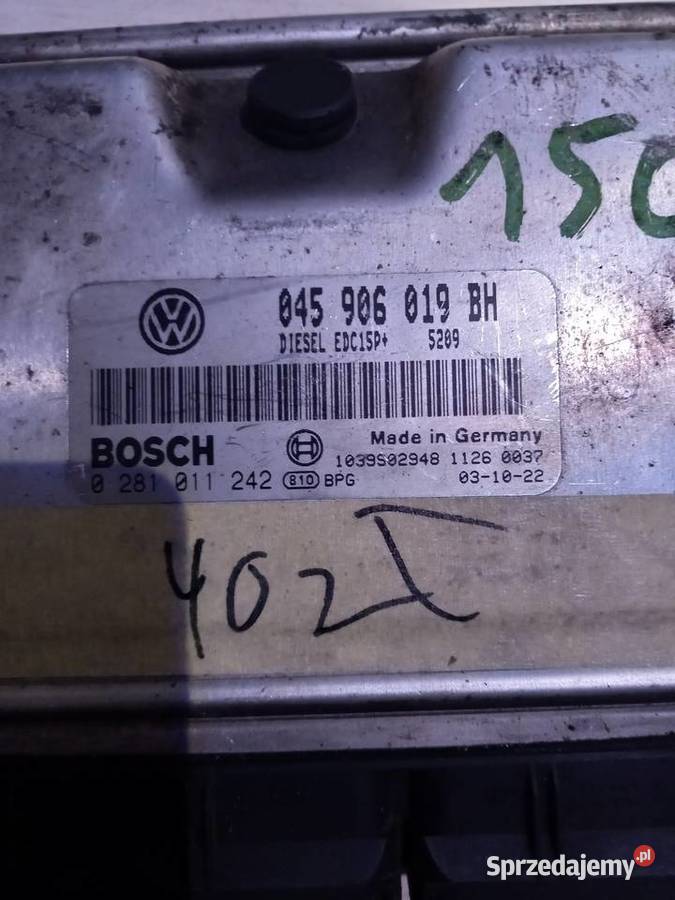 150
045 906 019 BH
DIESEL EDC15P+ 5209
BOSCH
Made in Germany
1039S02948 1126 0037
0 281 011 242 810 BPG 03-10-22
402
Sprzedajemy.pl